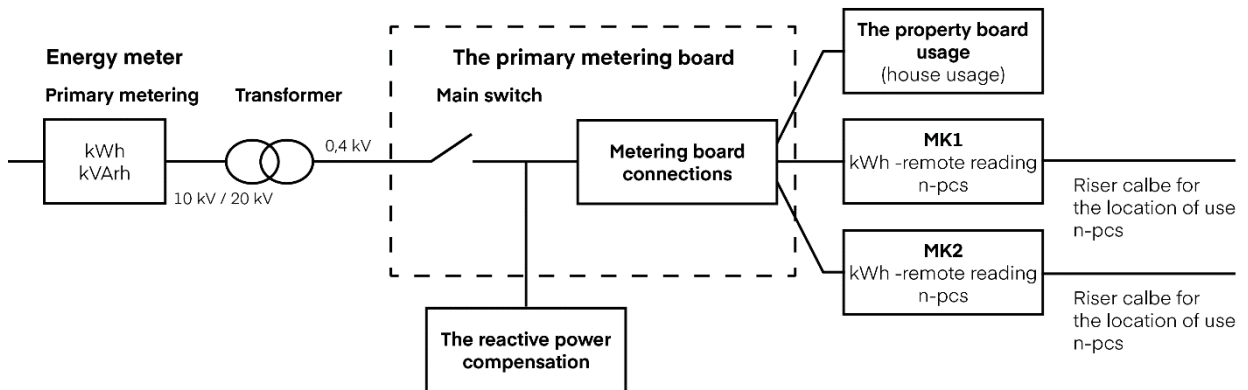 Energy meter
Primary metering
kWh
kVArh
10 kV / 20 kV
Transformer
0,4 kV
The primary metering board
Main switch
Metering board
connections
The reactive power
compensation
The property board
usage
(house usage)
MK1
kWh -remote reading
n-pcs
Riser calbe for
the location of use
n-pcs
MK2
kWh -remote reading
n-pcs
Riser calbe for
the location of use
n-pcs